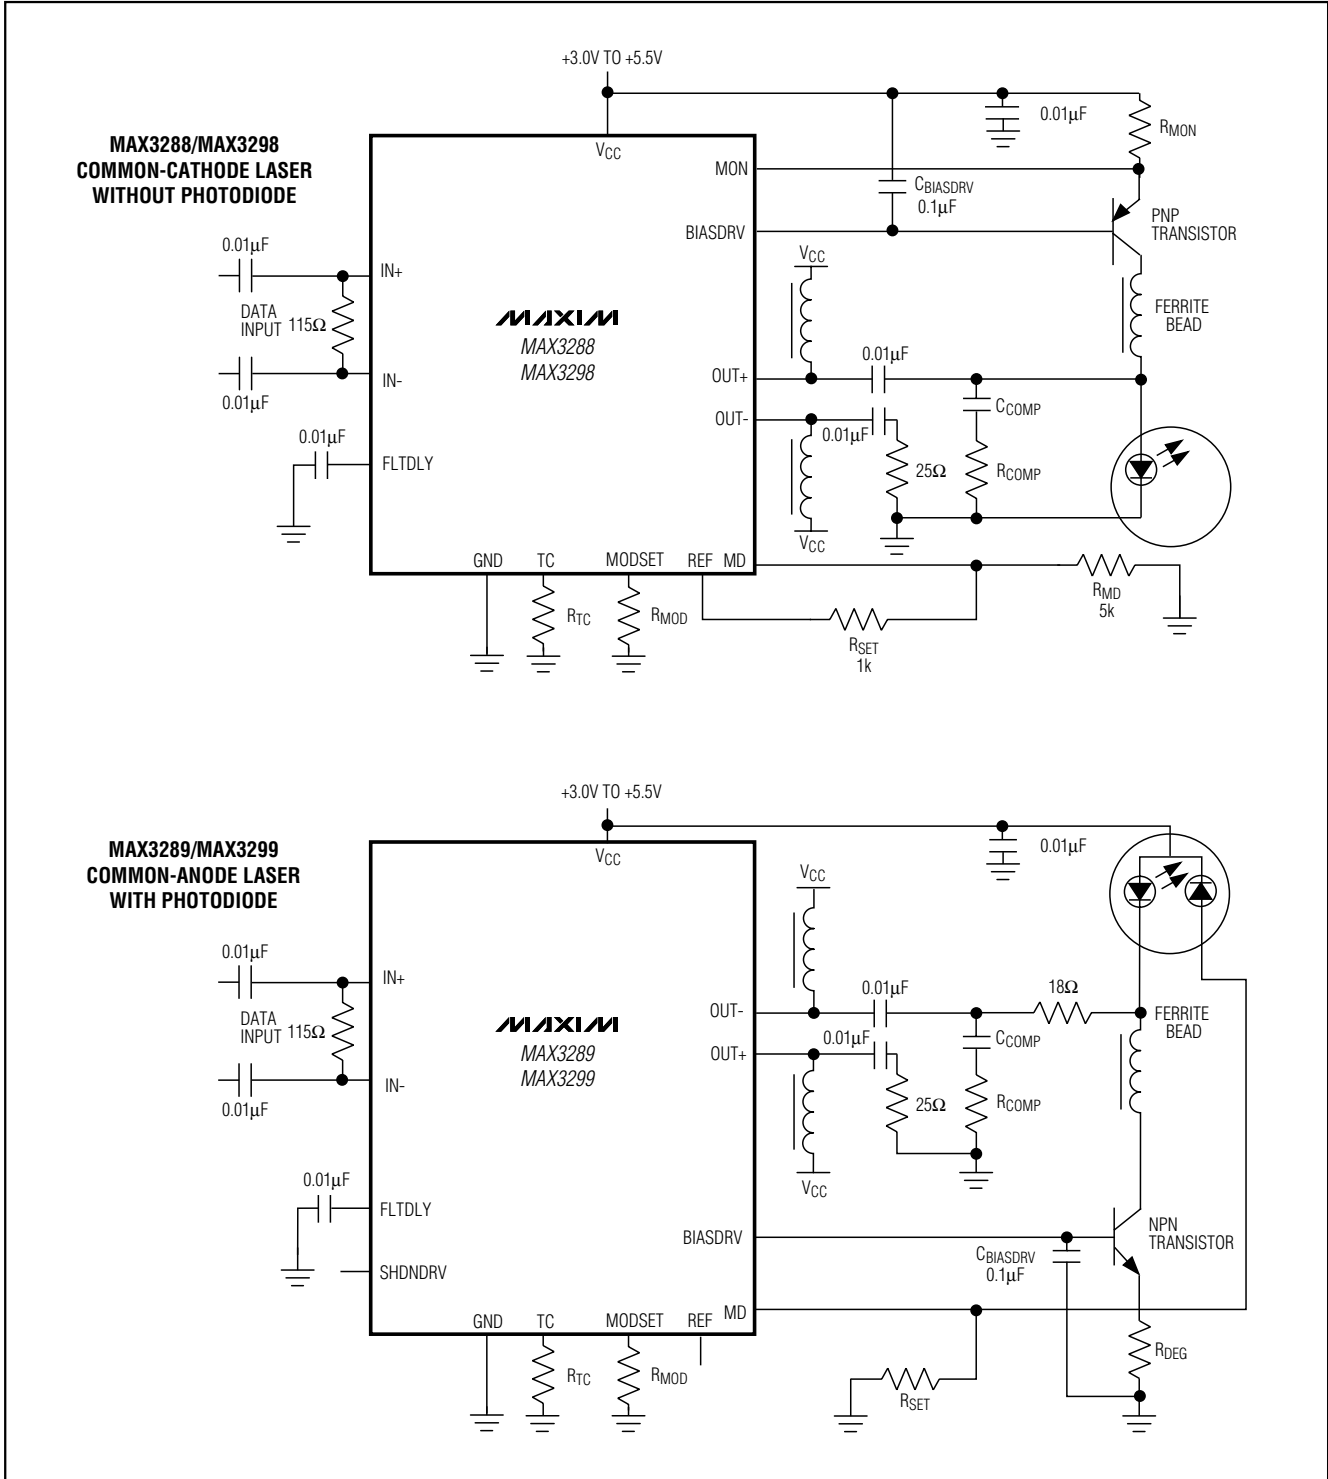 +3.0V TO +5.5V
MAX3288/MAX3298
COMMON-CATHODE LASER
WITHOUT PHOTODIODE
VCC
0.01μF
RMON
MON
CBIASDRV
0.1μF
BIASDRV
PNP
TRANSISTOR
0.01μF
IN+
DATA
INPUT
115Ω
IN-
0.01μF
MAXIM
MAX3288
MAX3298
VCC
FERRITE
BEAD
0.01μF
OUT+
OUT-
0.01μF
CCOMP
25Ω
RCOMP
VCC
0.01μF
FLTDLY
GND
TC
MODSET
REF
MD
RTC
RMOD
RSET
1k
RMD
5k
+3.0V TO +5.5V
MAX3289/MAX3299
COMMON-ANODE LASER
WITH PHOTODIODE
VCC
0.01μF
VCC
0.01μF
IN+
DATA
INPUT
115Ω
IN-
0.01μF
MAXIM
MAX3289
MAX3299
OUT-
0.01μF
18Ω
FERRITE
BEAD
OUT+
0.01μF
CCOMP
25Ω
RCOMP
VCC
0.01μF
FLTDLY
SHDNDRV
BIASDRV
CBIASDRV
0.1μF
NPN
TRANSISTOR
GND
TC
MODSET
REF
MD
RTC
RMOD
RSET
RDEG